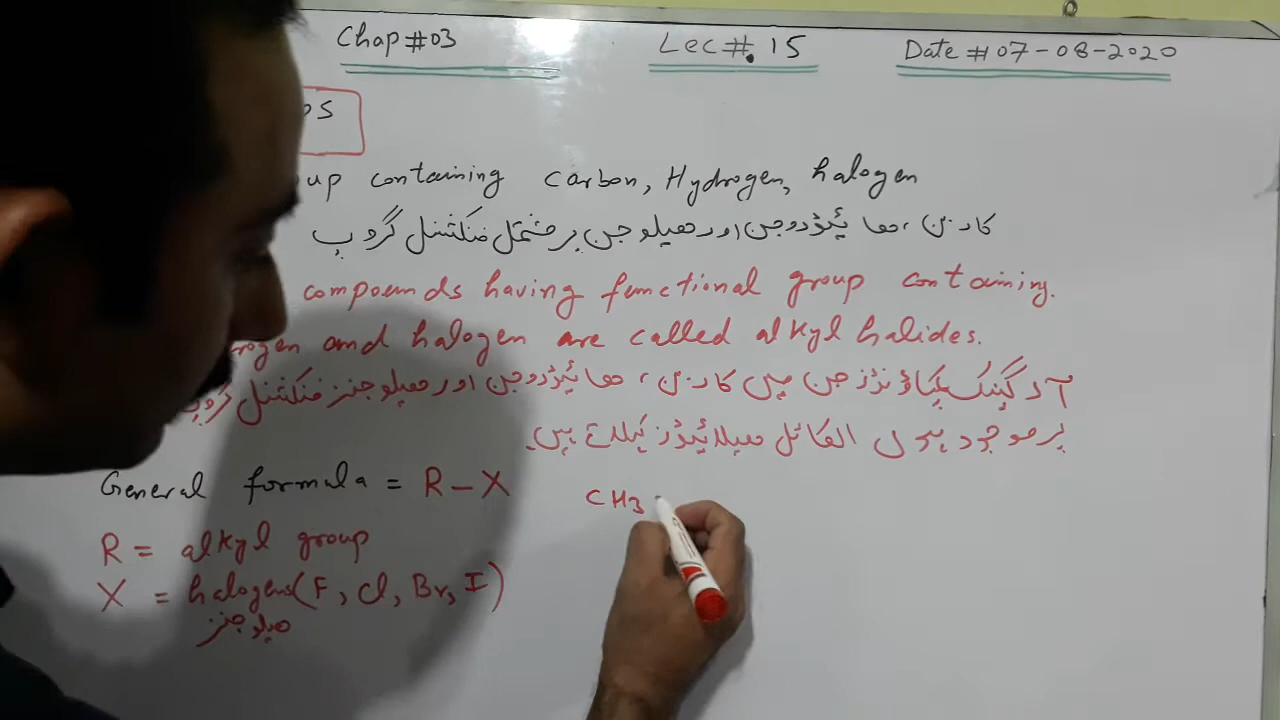 Chap #03 Lec #. 15 Date # 07-08-2020
ps
up containing carbon, Hydrogen, halogen
کاربن، ھائیڈروجن اور ھیلوجن پر مشتمل فنکشنل گروپ
compounds having functional group containing.
rogen and halogen are called alkyl halides.
آرگینک کمپاؤنڈز جن میں کاربن، ھائیڈروجن اور ھیلوجنز فنکشنل گروپ
پر موجود ہوں الکائل ھیلائیڈز کہلاتے ہیں۔
General formula = R-X CH3
R = alkyl group
X = halogens (F, Cl, Br, I)
ھیلوجنز